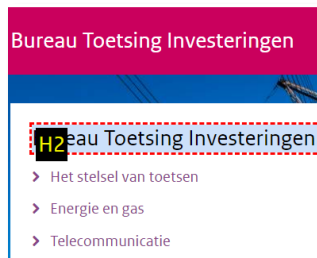 Bureau Toetsing Investeringen
H2 eau Toetsing Investeringen
Het stelsel van toetsen
Energie en gas
Telecommunicatie